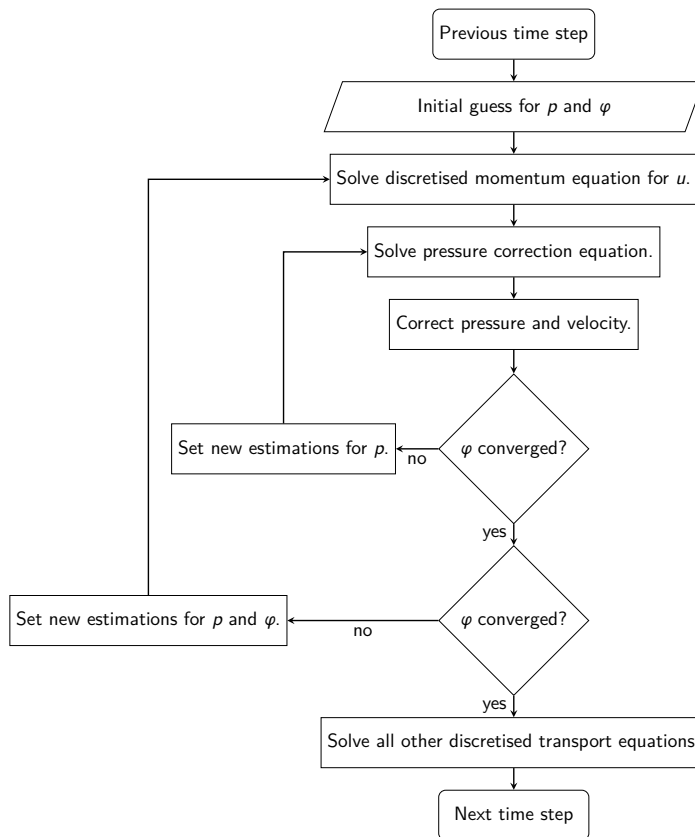 Previous time step
Initial guess for p and φ
Solve discretised momentum equation for u.
Solve pressure correction equation.
Correct pressure and velocity.
φ converged?
Set new estimations for p.
no
yes
φ converged?
Set new estimations for p and φ.
no
yes
Solve all other discretised transport equations
Next time step